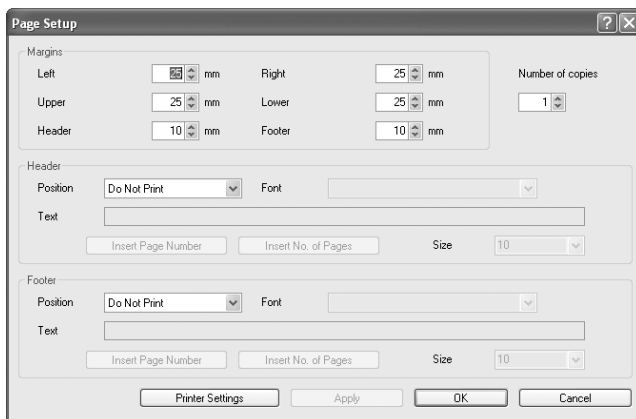 Page Setup
Margins
Left 25 mm Right 25 mm Number of copies
Upper 25 mm Lower 25 mm 1
Header 10 mm Footer 10 mm
Header
Position Do Not Print Font
Text
Insert Page Number Insert No. of Pages Size 10
Footer
Position Do Not Print Font
Text
Insert Page Number Insert No. of Pages Size 10
Printer Settings Apply OK Cancel